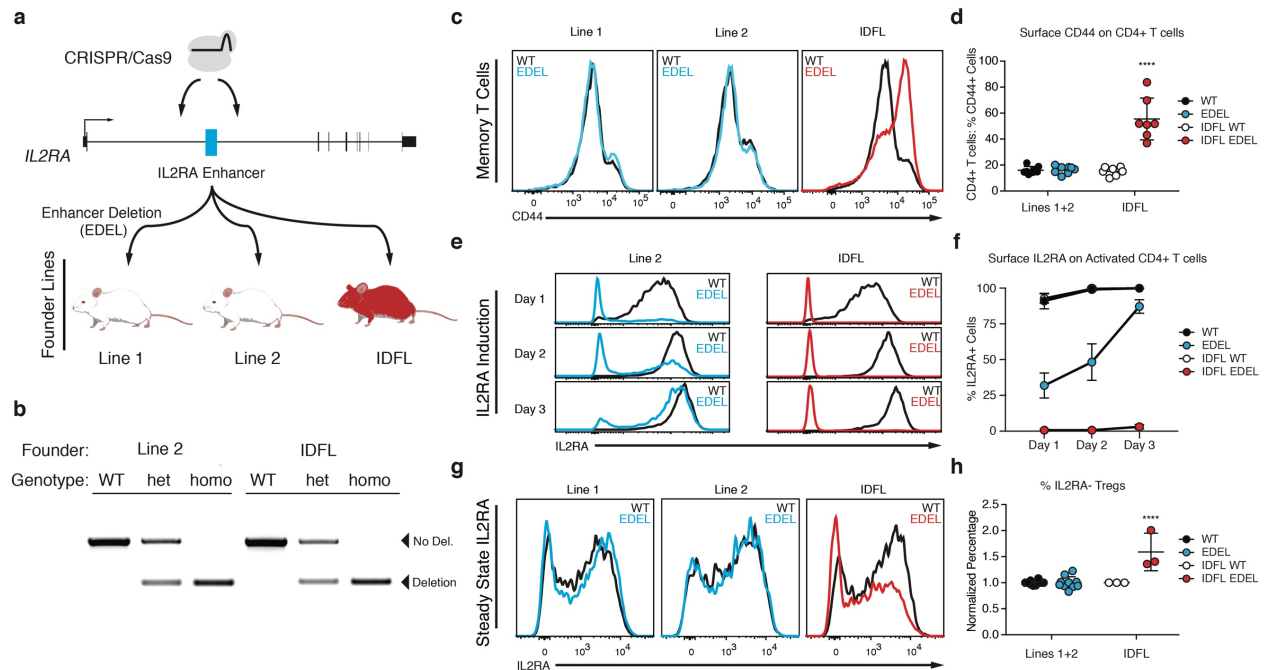 a
CRISPR/Cas9
IL2RA
IL2RA Enhancer
Enhancer Deletion
(EDEL)
Founder Lines
Line 1
Line 2
IDFL
b
Founder:
Line 2
IDFL
Genotype:
WT
het
homo
WT
het
homo
No Del.
Deletion
c
Line 1
Line 2
IDFL
Memory T Cells
WT
EDEL
WT
EDEL
WT
EDEL
0
10³
10⁴
10⁵
0
10³
10⁴
10⁵
0
10³
10⁴
10⁵
CD44
d
Surface CD44 on CD4+ T cells
CD4+ T cells: % CD44+ Cells
100
80
60
40
20
0
****
Lines 1+2
IDFL
WT
EDEL
IDFL WT
IDFL EDEL
e
Line 2
IDFL
IL2RA Induction
Day 1
WT
EDEL
WT
EDEL
Day 2
WT
EDEL
WT
EDEL
Day 3
WT
EDEL
WT
EDEL
IL2RA
f
Surface IL2RA on Activated CD4+ T cells
% IL2RA+ Cells
100
75
50
25
0
Day 1
Day 2
Day 3
WT
EDEL
IDFL WT
IDFL EDEL
g
Line 1
Line 2
IDFL
Steady State IL2RA
WT
EDEL
WT
EDEL
WT
EDEL
0
10³
10⁴
0
10³
10⁴
0
10³
10⁴
IL2RA
h
% IL2RA- Tregs
Normalized Percentage
2.5
2.0
1.5
1.0
0.5
0.0
****
Lines 1+2
IDFL
WT
EDEL
IDFL WT
IDFL EDEL